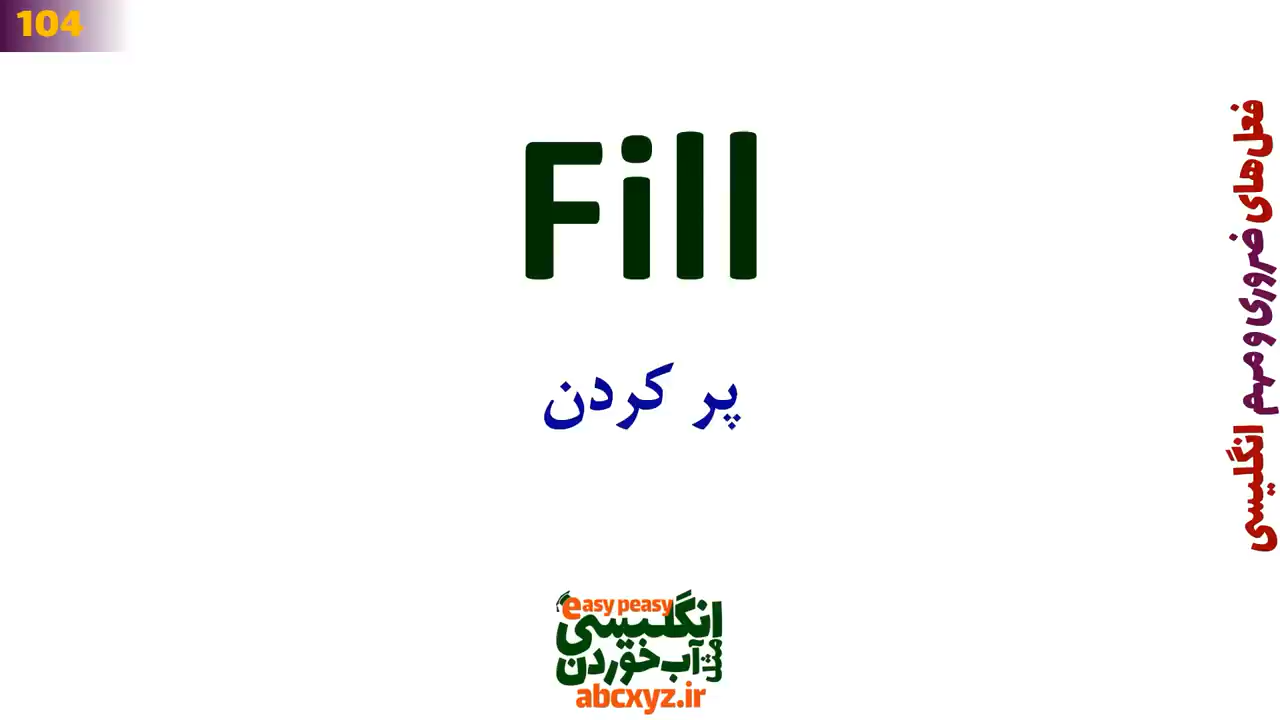 104
Fill
پر کردن
فعل‌های ضروری و مهم انگلیسی
easy peasy
انگلیسی
مثل آب خوردن
abcxyz.ir